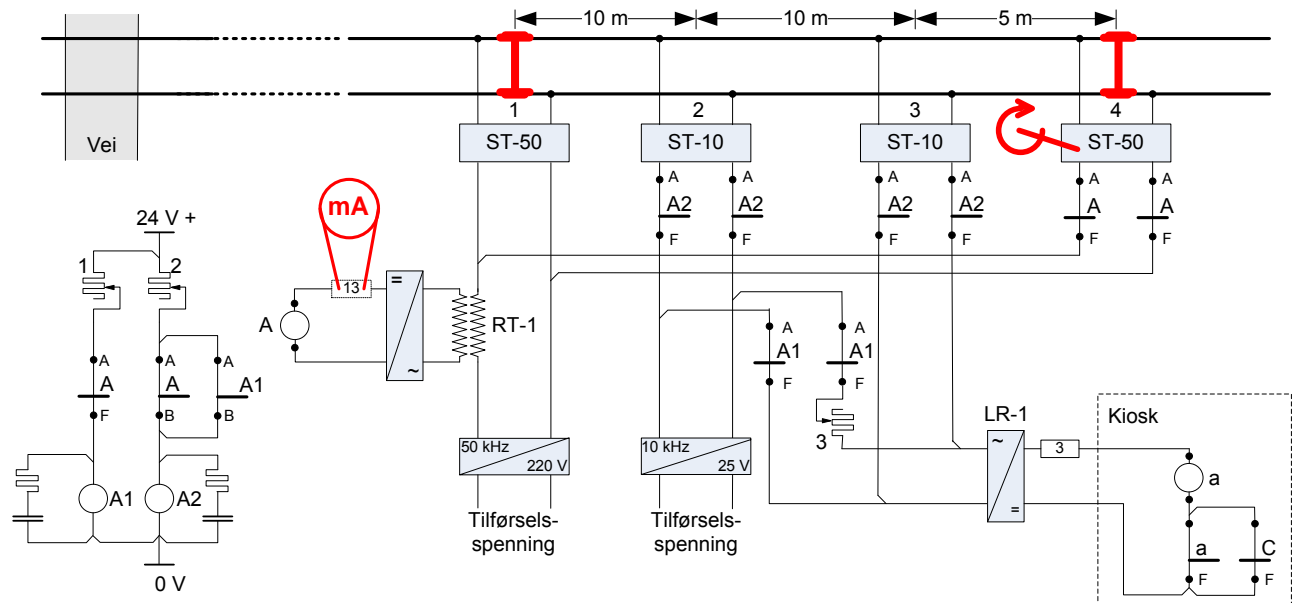 10 m
10 m
5 m
Vei
1
2
3
4
ST-50
ST-10
ST-10
ST-50
A
A
A
A
A
A
A2
A2
A2
A2
A
A
F
F
F
F
F
F
24 V +
mA
1
2
13
=
~
A
RT-1
A
A
A
A
A
A1
F
B
B
A
A
A1
A1
F
F
3
LR-1
Kiosk
~
=
3
a
50 kHz
220 V
10 kHz
25 V
A1
A2
Tilførsels-
spenning
Tilførsels-
spenning
a
C
F
F
0 V